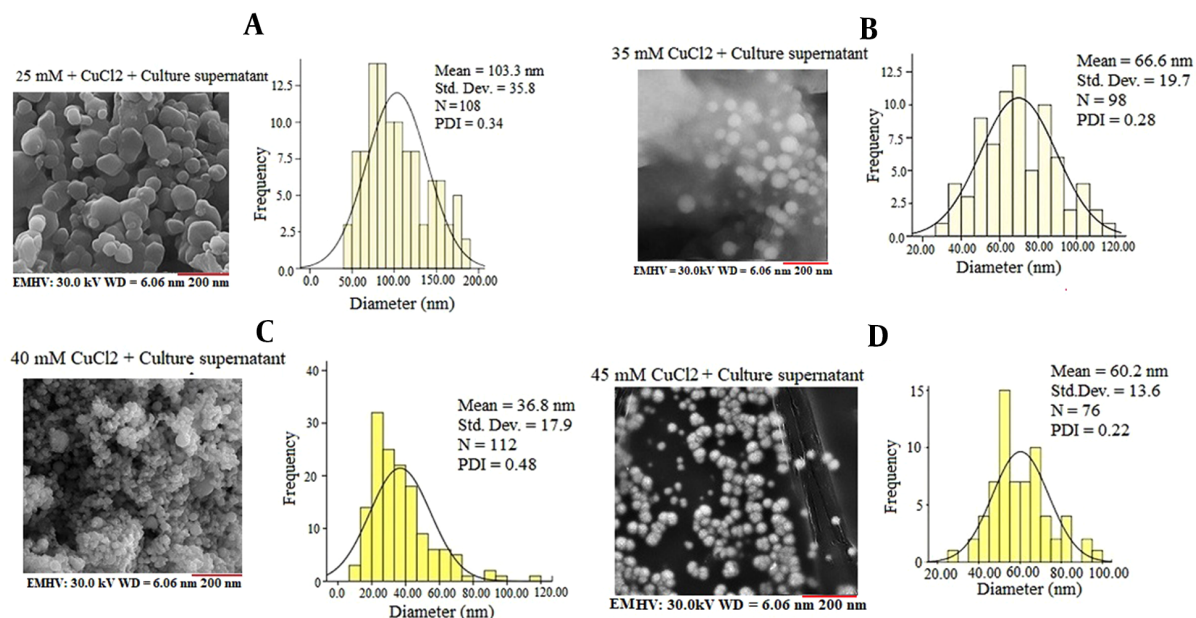 A
25 mM + CuCl2 + Culture supernatant
Mean = 103.3 nm
Std. Dev. = 35.8
N =108
PDI = 0.34
Frequency
12.5
10.0
7.5
5.0
2.5
0.0
0.0 50.00 100.00 150.00 200.00
Diameter (nm)
EMHV: 30.0 kV WD = 6.06 nm 200 nm
B
35 mM CuCl2 + Culture supernatant
Mean = 66.6 nm
Std. Dev. = 19.7
N = 98
PDI = 0.28
Frequency
12.5
10.0
7.5
5.0
2.5
0.0
20.00 40.00 60.00 80.00 100.00 120.00
Diameter (nm)
EMHV = 30.0kV WD = 6.06 nm 200 nm
C
40 mM CuCl2 + Culture supernatant
Mean = 36.8 nm
Std. Dev. = 17.9
N = 112
PDI = 0.48
Frequency
40
30
20
10
0
0.0 20.00 40.00 60.00 80.00 100.00 120.00
Diameter (nm)
EMHV: 30.0 kV WD = 6.06 nm 200 nm
D
45 mM CuCl2 + Culture supernatant
Mean = 60.2 nm
Std.Dev. = 13.6
N = 76
PDI = 0.22
Frequency
15
10
5
0
20.00 40.00 60.00 80.00 100.00
Diameter (nm)
EMHV: 30.0kV WD = 6.06 nm 200 nm